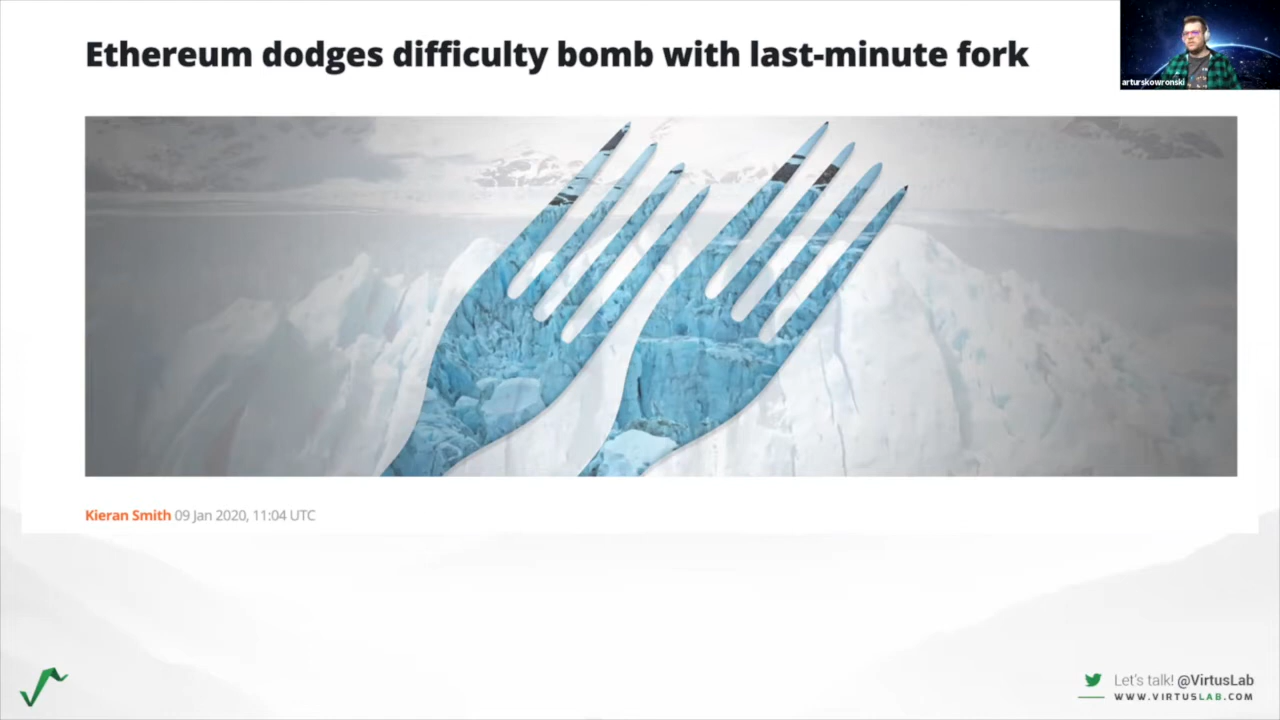 Ethereum dodges difficulty bomb with last-minute fork
arturskowronski
Kieran Smith 09 Jan 2020, 11:04 UTC
Let's talk! @VirtusLab
WWW.VIRTUSLAB.COM